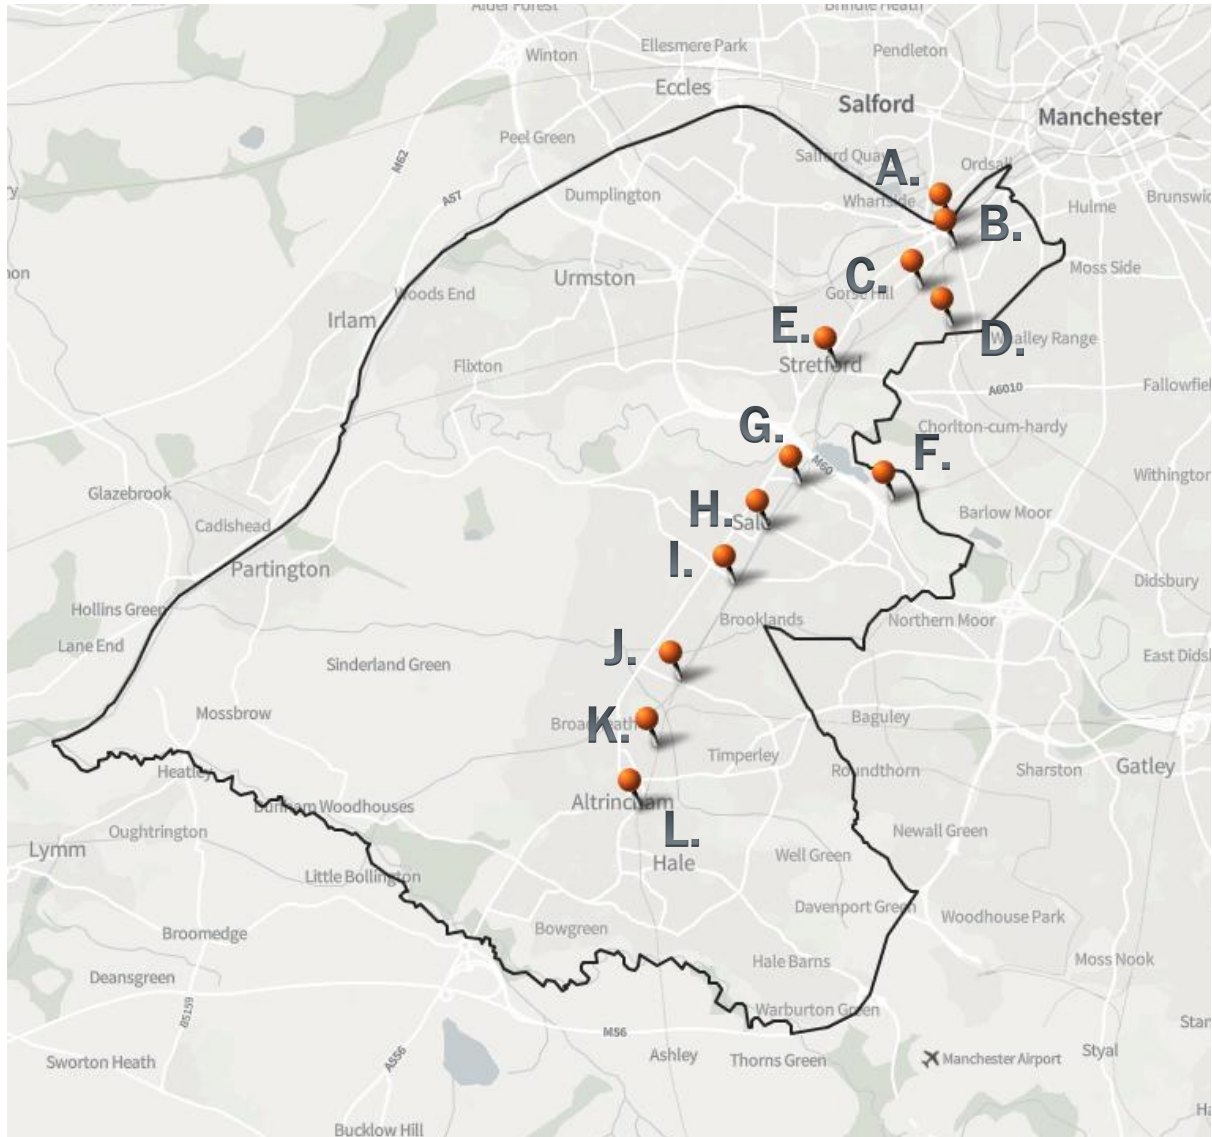 Alder Forest
Brindle Heath
Winton
Ellesmere Park
Pendleton
Eccles
Salford
Manchester
Peel Green
M62
Salford Quays
Ordsall
A.
A57
Dumplington
Wharfside
Brunswick
Hulme
B.
Moss Side
Urmston
C.
Gorse Hill
Woods End
Irlam
E.
D.
Whalley Range
Stretford
Flixton
A6010
Fallowfield
G.
Chorlton-cum-hardy
F.
M60
Withington
Glazebrook
H.
Sale
Barlow Moor
Cadishead
I.
Partington
Didsbury
Hollins Green
Brooklands
Northern Moor
Lane End
J.
Sinderland Green
East Dids
Mossbrow
K.
Broadheath
Baguley
Timperley
Heatley
Roundthorn
Sharston
Gatley
Dunham Woodhouses
Altrincham
Oughtrington
L.
Newall Green
Lymm
Hale
Well Green
Little Bollington
Davenport Green
Woodhouse Park
Broomedge
Bowgreen
Deansgreen
Hale Barns
Moss Nook
B5159
Warburton Green
M56
A556
Sworton Heath
Ashley
Thorns Green
Manchester Airport
Styal
Bucklow Hill